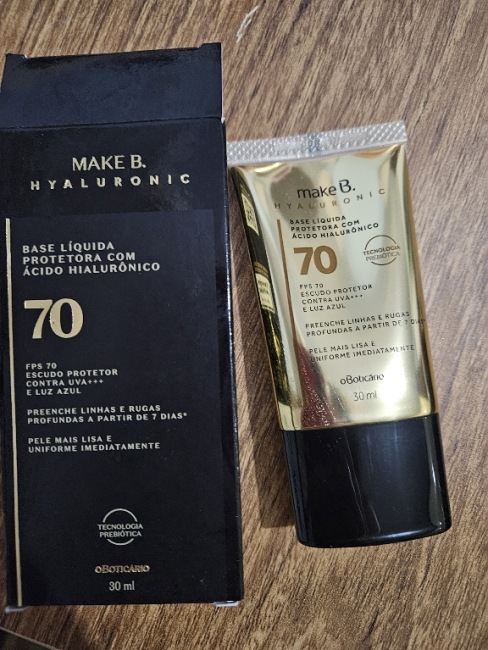 MAKE B.
HYALURONIC
BASE LÍQUIDA
PROTETORA COM
ÁCIDO HIALURÔNICO
70
FPS 70
ESCUDO PROTETOR
CONTRA UVA+++
E LUZ AZUL
PREENCHE LINHAS E RUGAS
PROFUNDAS A PARTIR DE 7 DIAS*
PELE MAIS LISA E
UNIFORME IMEDIATAMENTE
TECNOLOGIA
PREBIÓTICA
oBOTICÁRIO
30 ml
make B.
HYALURONIC
BASE LÍQUIDA
PROTETORA COM
ÁCIDO HIALURÔNICO
70
TECNOLOGIA
PREBIÓTICA
FPS 70
ESCUDO PROTETOR
CONTRA UVA+++
E LUZ AZUL
PREENCHE LINHAS E RUGAS
PROFUNDAS A PARTIR DE 7 DIAS
PELE MAIS LISA E
UNIFORME IMEDIATAMENTE
oBOTICÁRIO
30 ml